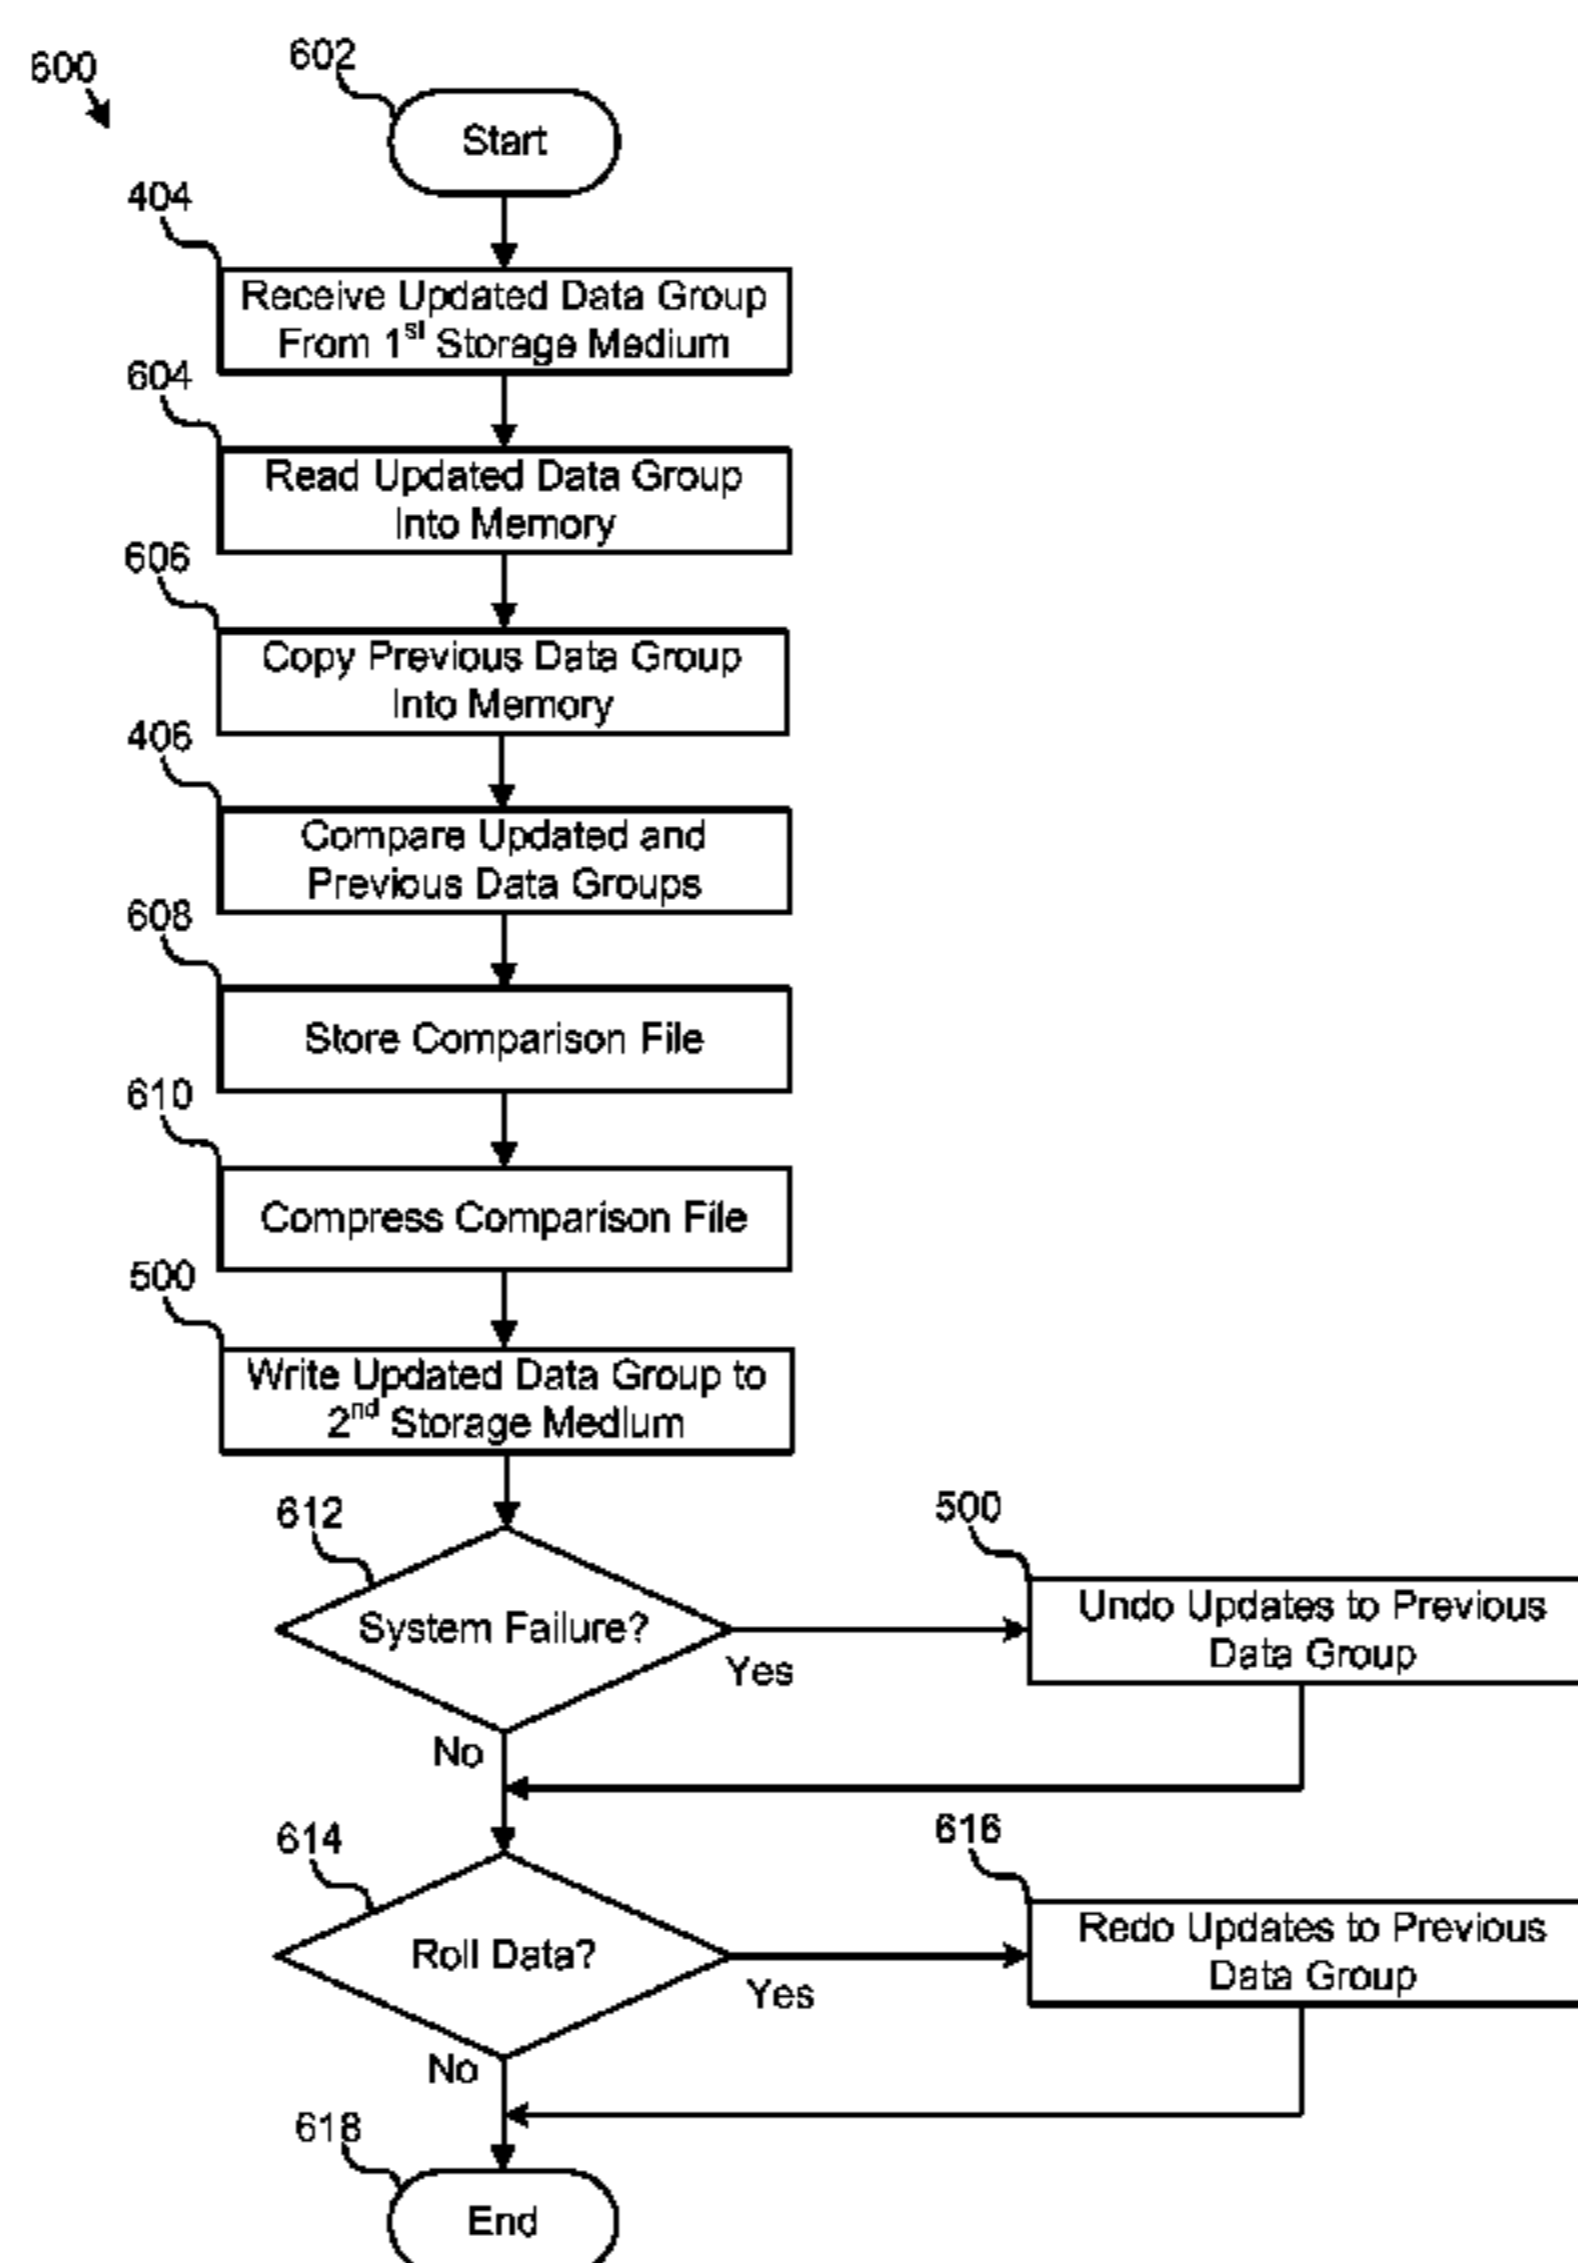 600
602
Start
404
Receive Updated Data Group
From 1st Storage Medium
604
Read Updated Data Group
Into Memory
606
Copy Previous Data Group
Into Memory
406
Compare Updated and
Previous Data Groups
608
Store Comparison File
610
Compress Comparison File
500
Write Updated Data Group to
2nd Storage Medium
612
System Failure?
Yes
No
500
Undo Updates to Previous
Data Group
614
Roll Data?
Yes
No
616
Redo Updates to Previous
Data Group
618
End